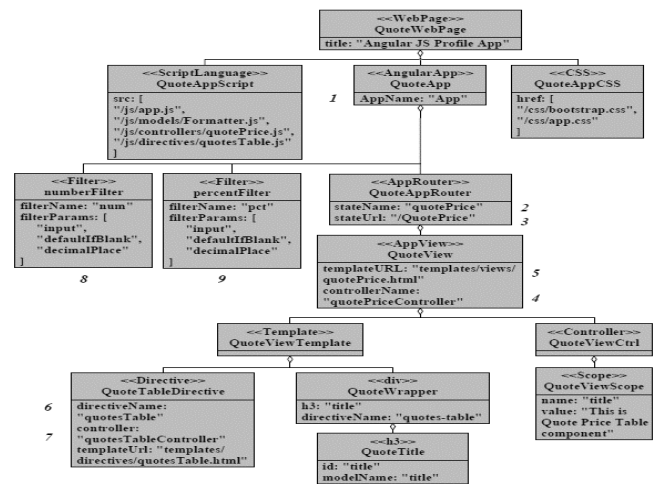 <<WebPage>>
QuoteWebPage
title: "Angular JS Profile App"
<<ScriptLanguage>>
QuoteAppScript
src: [
"/js/app.js",
"/js/models/Formatter.js",
"/js/controllers/quotePrice.js",
"/js/directives/quotesTable.js"
]
1
<<AngularApp>>
QuoteApp
AppName: "App"
<<CSS>>
QuoteAppCSS
href: [
"/css/bootstrap.css",
"/css/app.css"
]
<<Filter>>
numberFilter
filterName: "num"
filterParams: [
"input",
"defaultIfBlank",
"decimalPlace"
]
8
<<Filter>>
percentFilter
filterName: "pct"
filterParams: [
"input",
"defaultIfBlank",
"decimalPlace"
]
9
<<AppRouter>>
QuoteAppRouter
stateName: "quotePrice"
stateUrl: "/QuotePrice"
2
3
<<AppView>>
QuoteView
templateURL: "templates/views/
quotePrice.html"
controllerName:
"quotePriceController"
5
4
<<Template>>
QuoteViewTemplate
<<Controller>>
QuoteViewCtrl
<<Directive>>
QuoteTableDirective
6
directiveName:
"quotesTable"
controller:
7
"quotesTableController"
templateUrl: "templates/
directives/quotesTable.html"
<<div>>
QuoteWrapper
h3: "title"
directiveName: "quotes-table"
<<h3>>
QuoteTitle
id: "title"
modelName: "title"
<<Scope>>
QuoteViewScope
name: "title"
value: "This is
Quote Price Table
component"